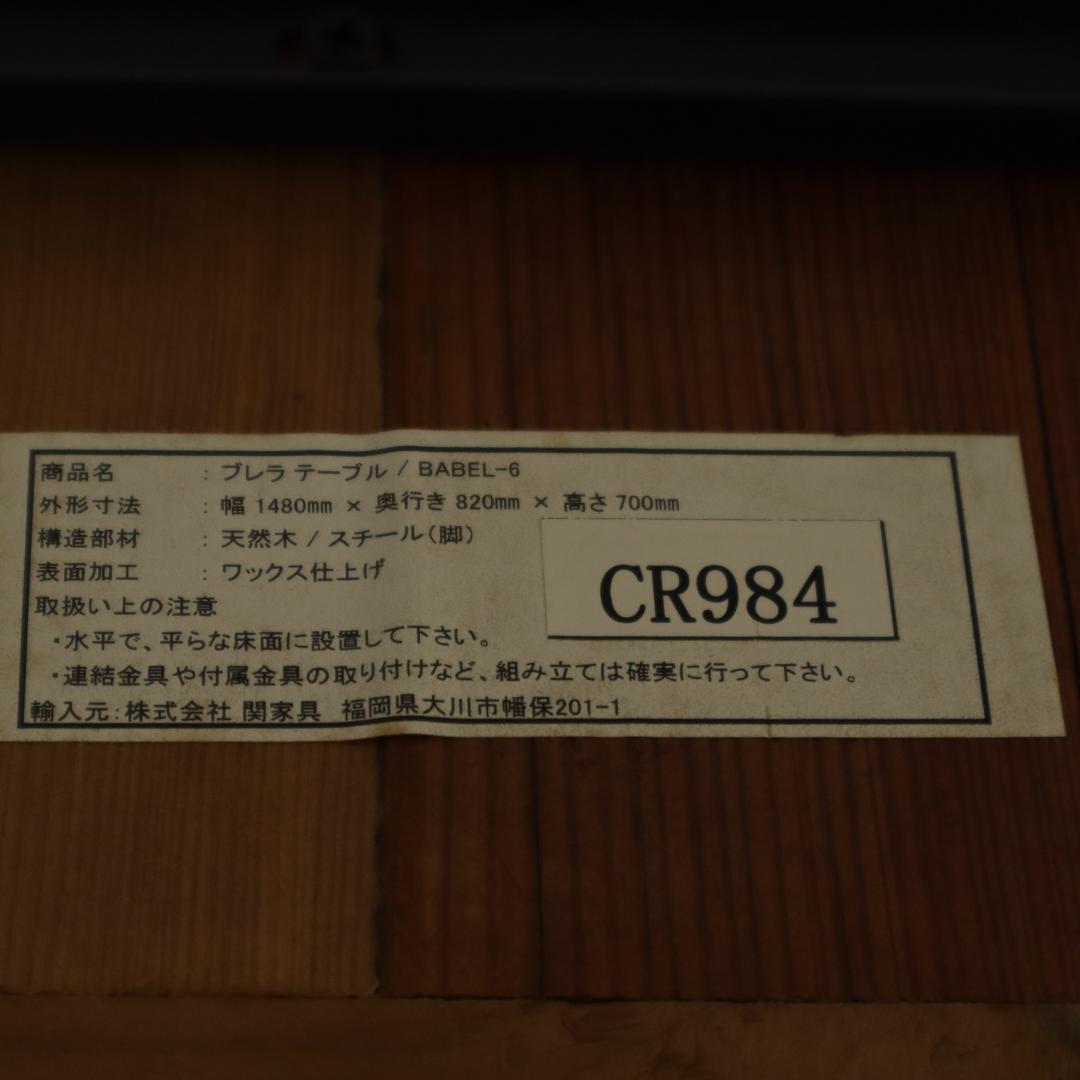 商品名 : ブレラ テーブル / BABEL-6
外形寸法 : 幅 1480mm × 奥行き 820mm × 高さ 700mm
構造部材 : 天然木 / スチール(脚)
表面加工 : ワックス仕上げ
CR984
取扱い上の注意
・水平で、平らな床面に設置して下さい。
・連結金具や付属金具の取り付けなど、組み立ては確実に行って下さい。
輸入元:株式会社 関家具 福岡県大川市幡保201-1